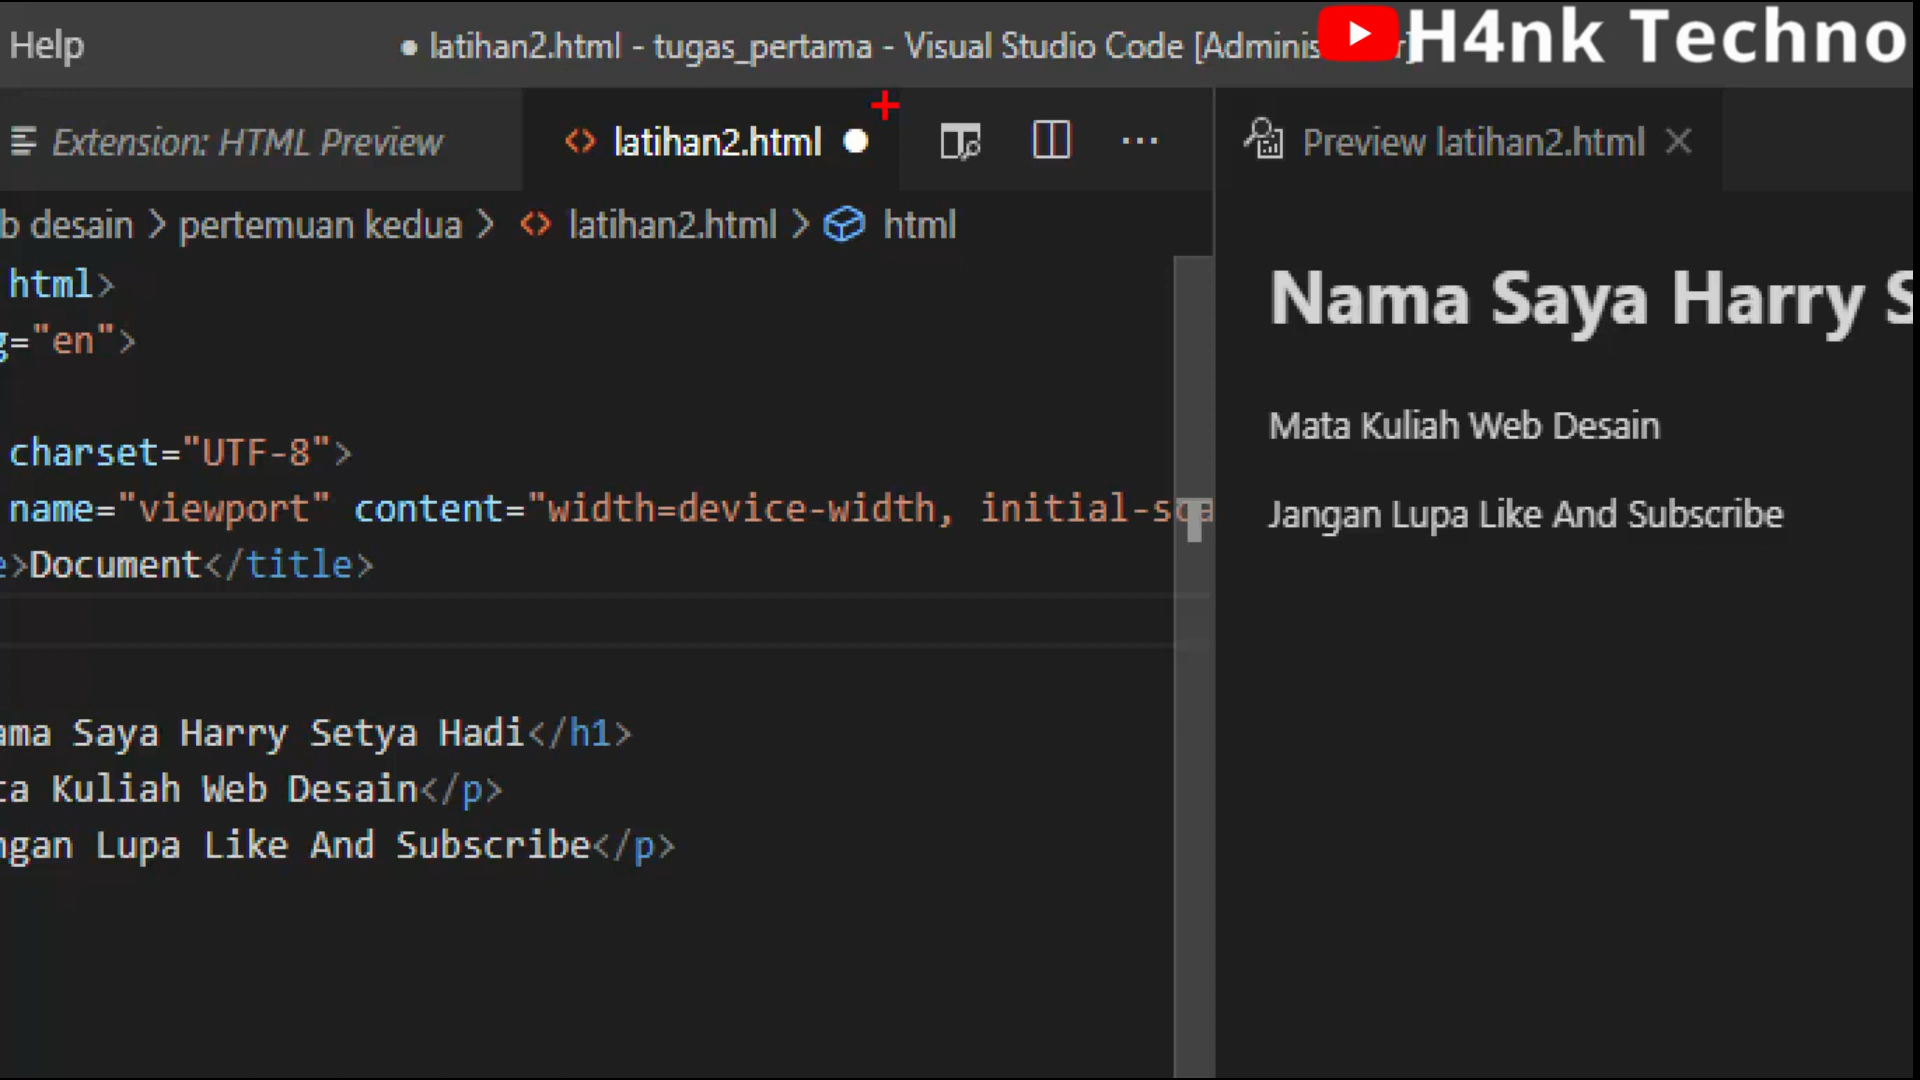 Help
● latihan2.html - tugas_pertama - Visual Studio Code
H4nk Techno
Extension: HTML Preview
latihan2.html
Preview latihan2.html
desain > pertemuan kedua > latihan2.html > html
html>
="en">
charset="UTF-8">
name="viewport" content="width=device-width, initial-sca
>Document</title>
Saya Harry Setya Hadi</h1>
Kuliah Web Desain</p>
Lupa Like And Subscribe</p>
Nama Saya Harry S
Mata Kuliah Web Desain
Jangan Lupa Like And Subscribe